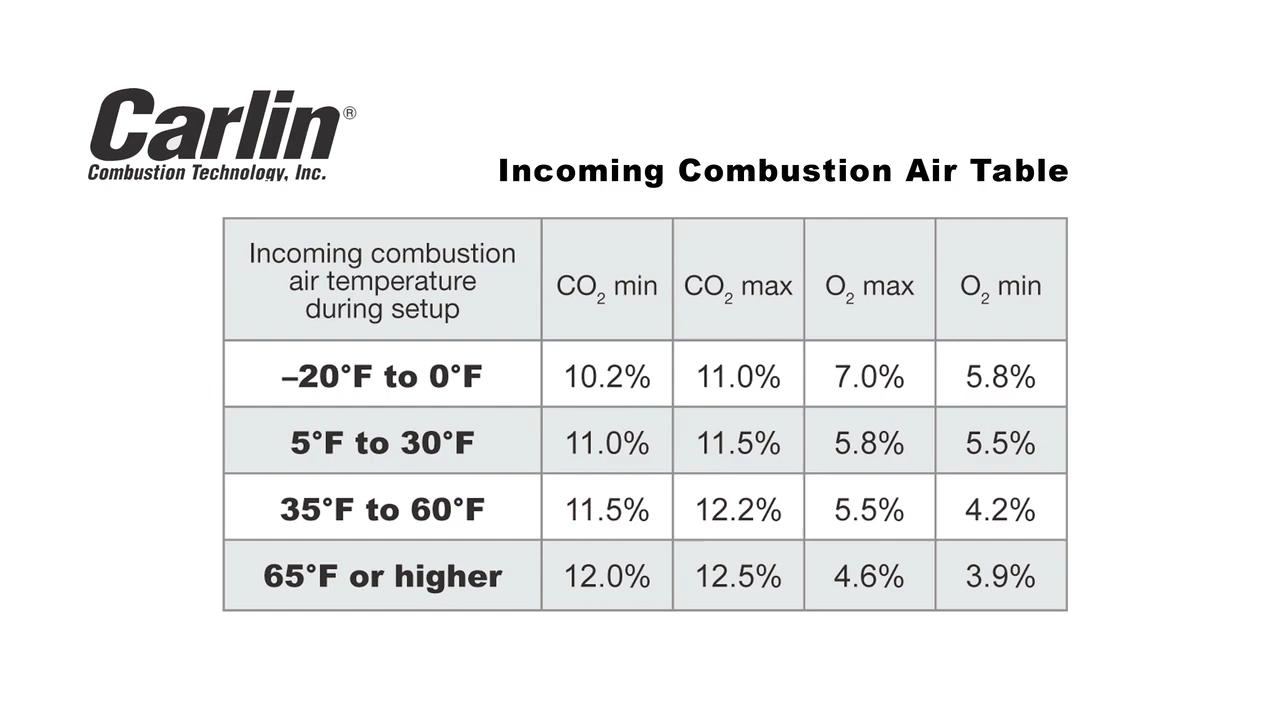 Carlin®
Combustion Technology, Inc.
Incoming Combustion Air Table
Incoming combustion
air temperature
during setup
CO₂ min
CO₂ max
O₂ max
O₂ min
–20°F to 0°F 10.2% 11.0% 7.0% 5.8%
5°F to 30°F 11.0% 11.5% 5.8% 5.5%
35°F to 60°F 11.5% 12.2% 5.5% 4.2%
65°F or higher 12.0% 12.5% 4.6% 3.9%